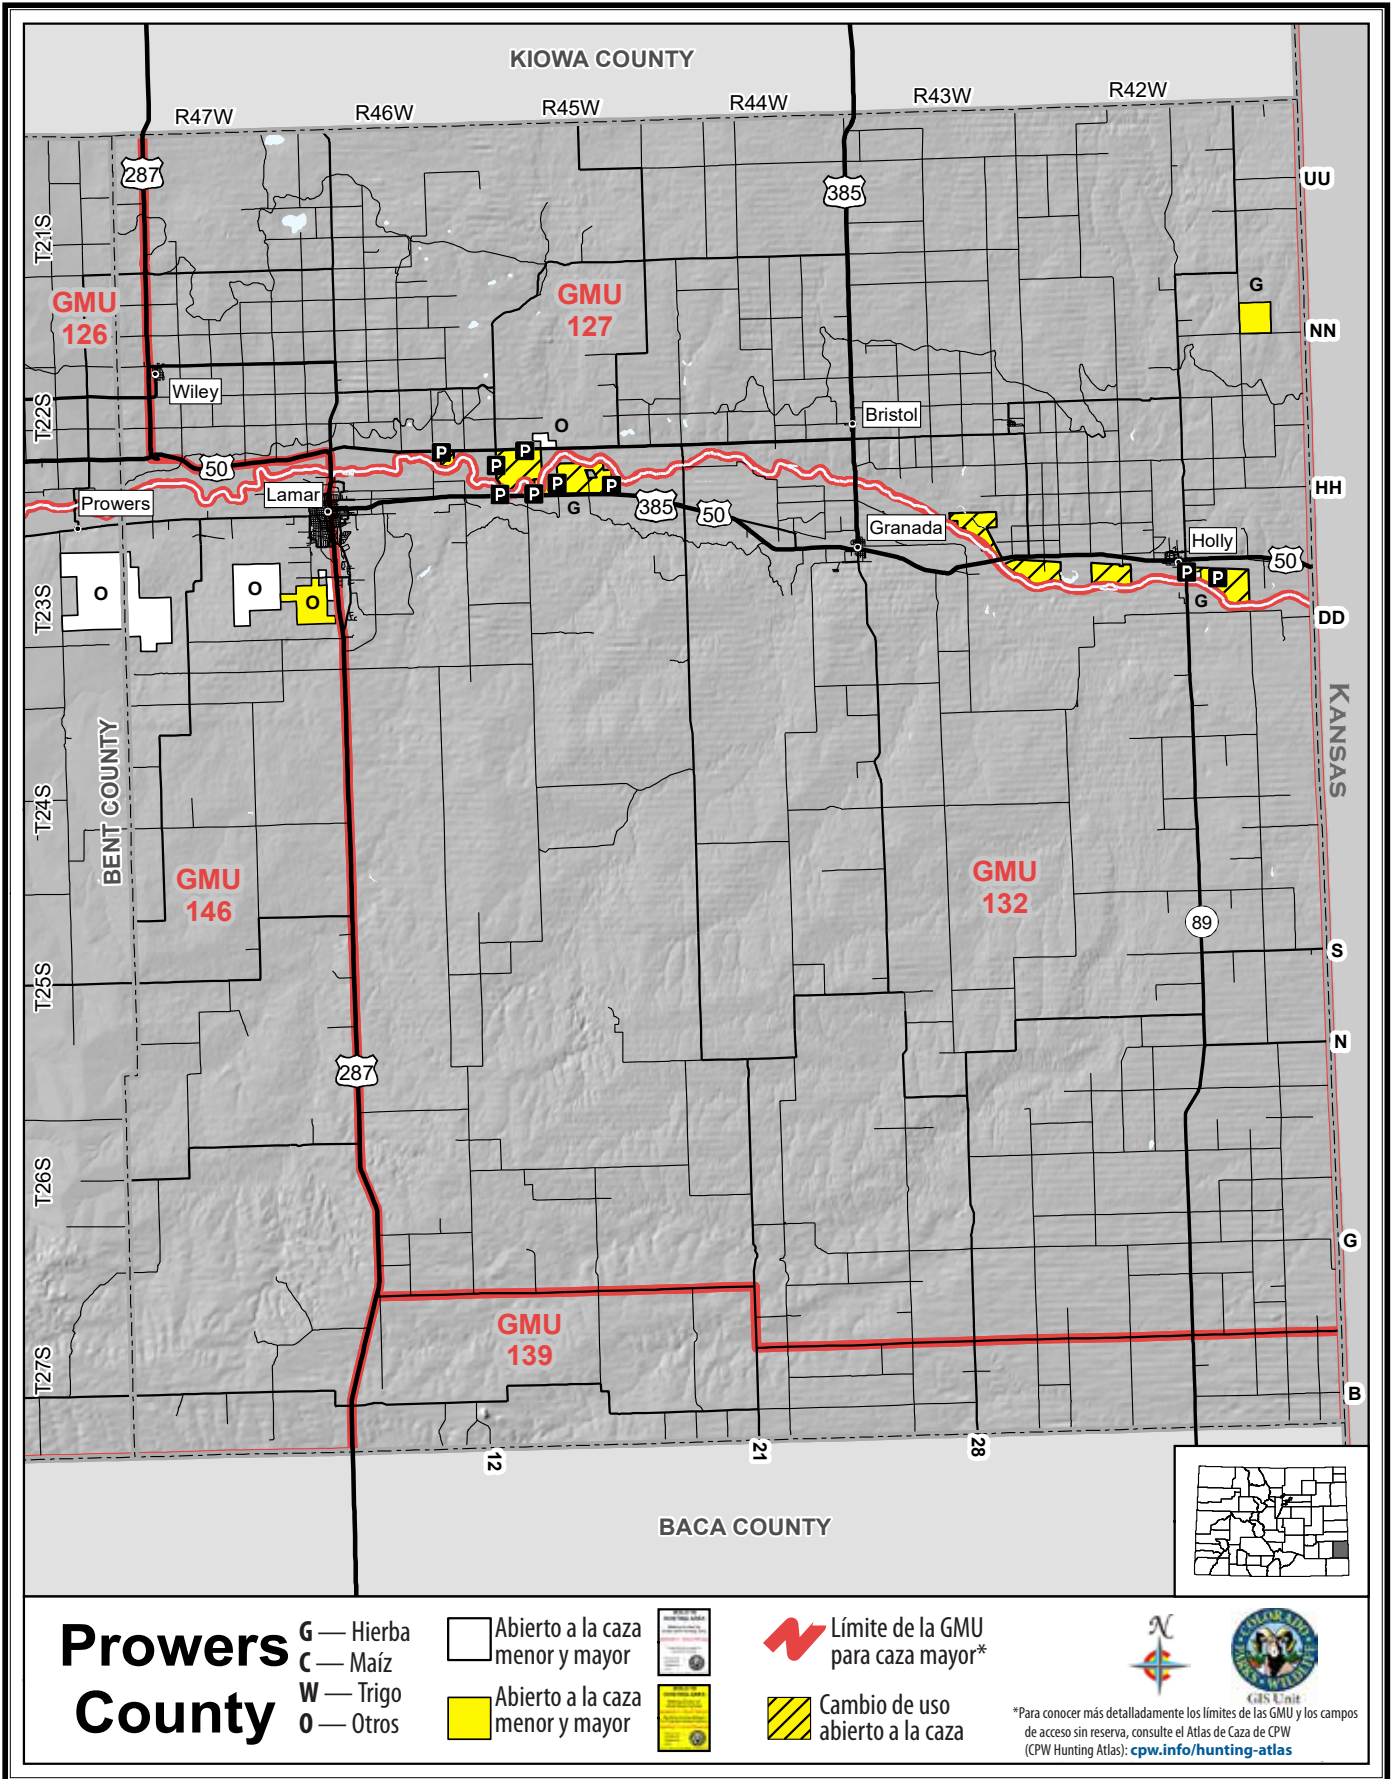 KIOWA COUNTY
R47W
R46W
R45W
R44W
R43W
R42W
287
385
UU
T21S
GMU
126
GMU
127
G
NN
Wiley
T22S
Bristol
O
P
P
P
50
P
P
HH
Prowers
Lamar
P
P
G
385
50
Granada
Holly
50
P
P
G
O
O
O
T23S
DD
KANSAS
BENT COUNTY
T24S
GMU
146
GMU
132
89
S
T25S
N
287
T26S
G
GMU
139
T27S
B
12
21
28
BACA COUNTY
Prowers
County
G — Hierba
C — Maíz
W — Trigo
O — Otros
Abierto a la caza
menor y mayor
Abierto a la caza
menor y mayor
Límite de la GMU
para caza mayor*
Cambio de uso
abierto a la caza
N
C
COLORADO
PARKS & WILDLIFE
GIS Unit
*Para conocer más detalladamente los límites de las GMU y los campos
de acceso sin reserva, consulte el Atlas de Caza de CPW
(CPW Hunting Atlas): cpw.info/hunting-atlas